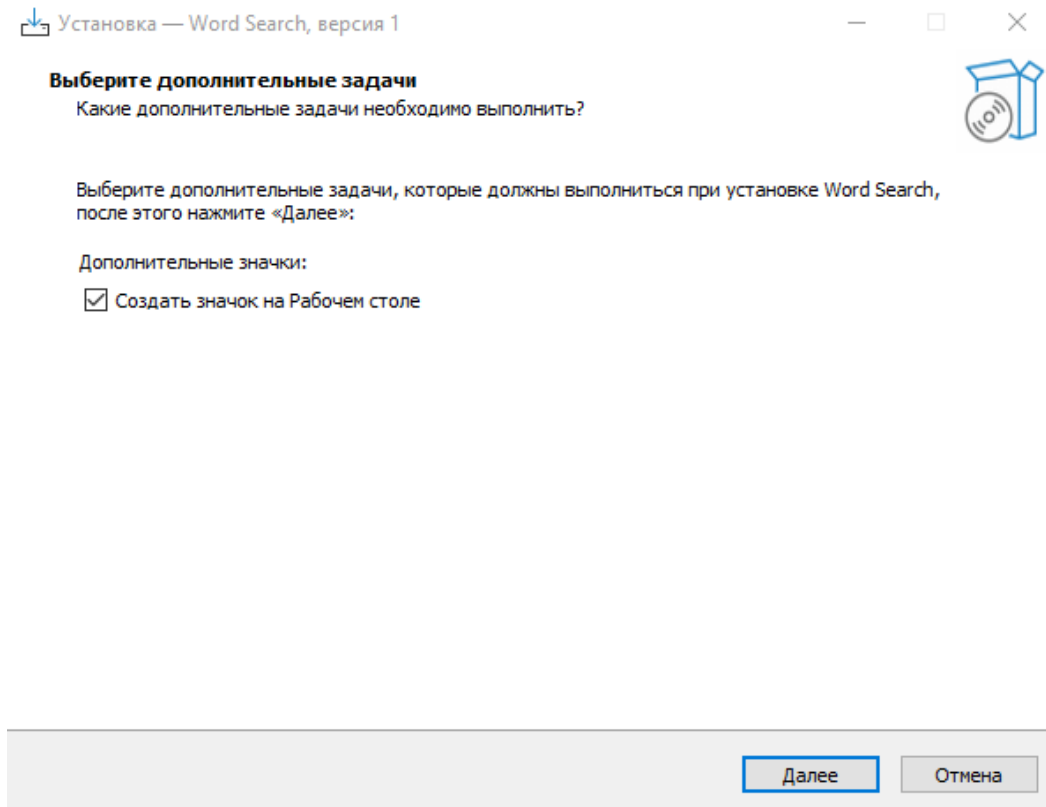 Установка — Word Search, версия 1
Выберите дополнительные задачи
Какие дополнительные задачи необходимо выполнить?
Выберите дополнительные задачи, которые должны выполниться при установке Word Search,
после этого нажмите «Далее»:
Дополнительные значки:
Создать значок на Рабочем столе
Далее
Отмена